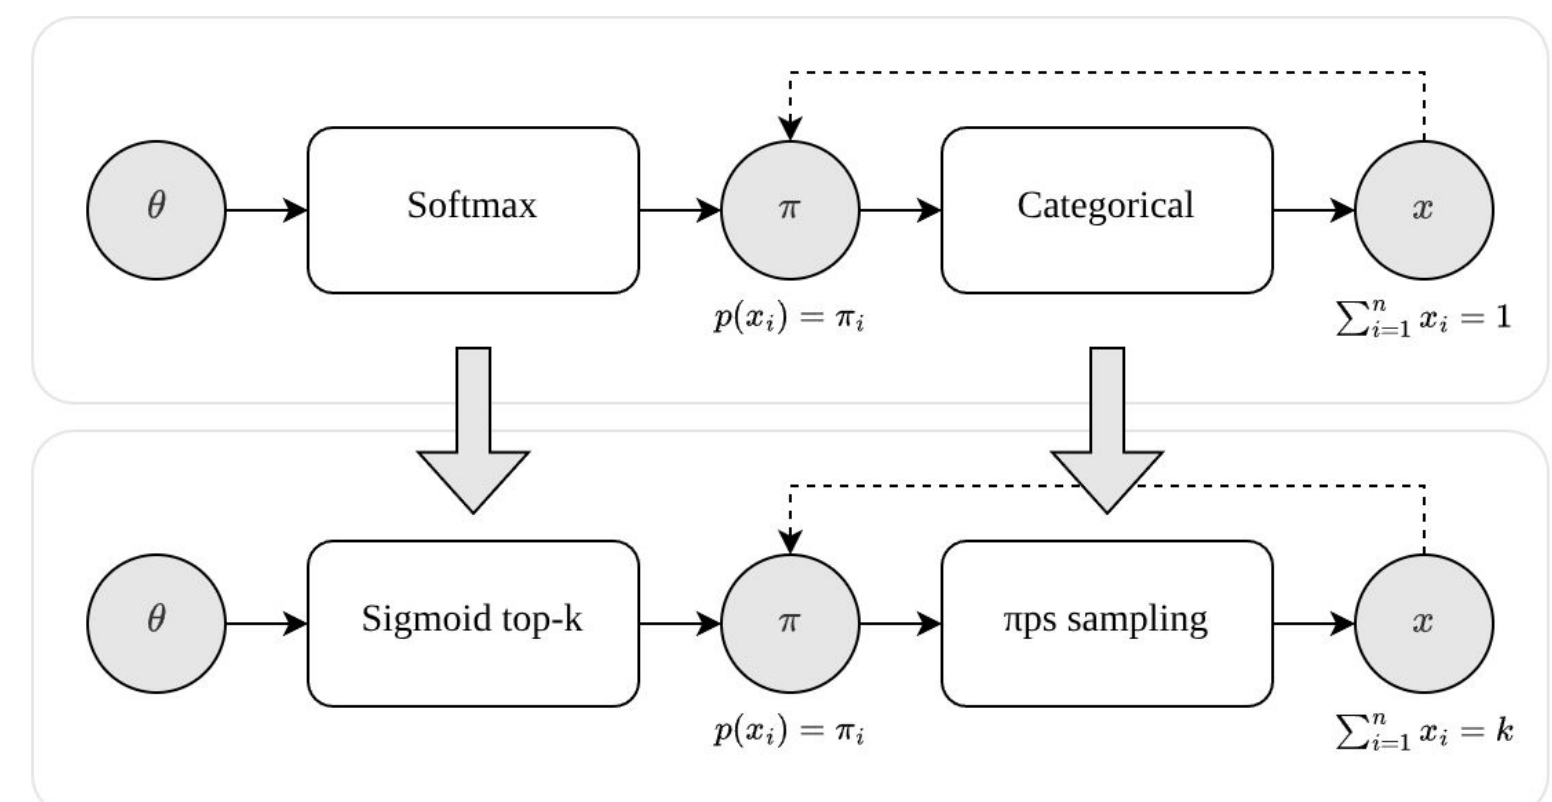 θ
Softmax
π
Categorical
x
p(x_i) = π_i
∑_{i=1}^{n} x_i = 1
θ
Sigmoid top-k
π
πps sampling
x
p(x_i) = π_i
∑_{i=1}^{n} x_i = k